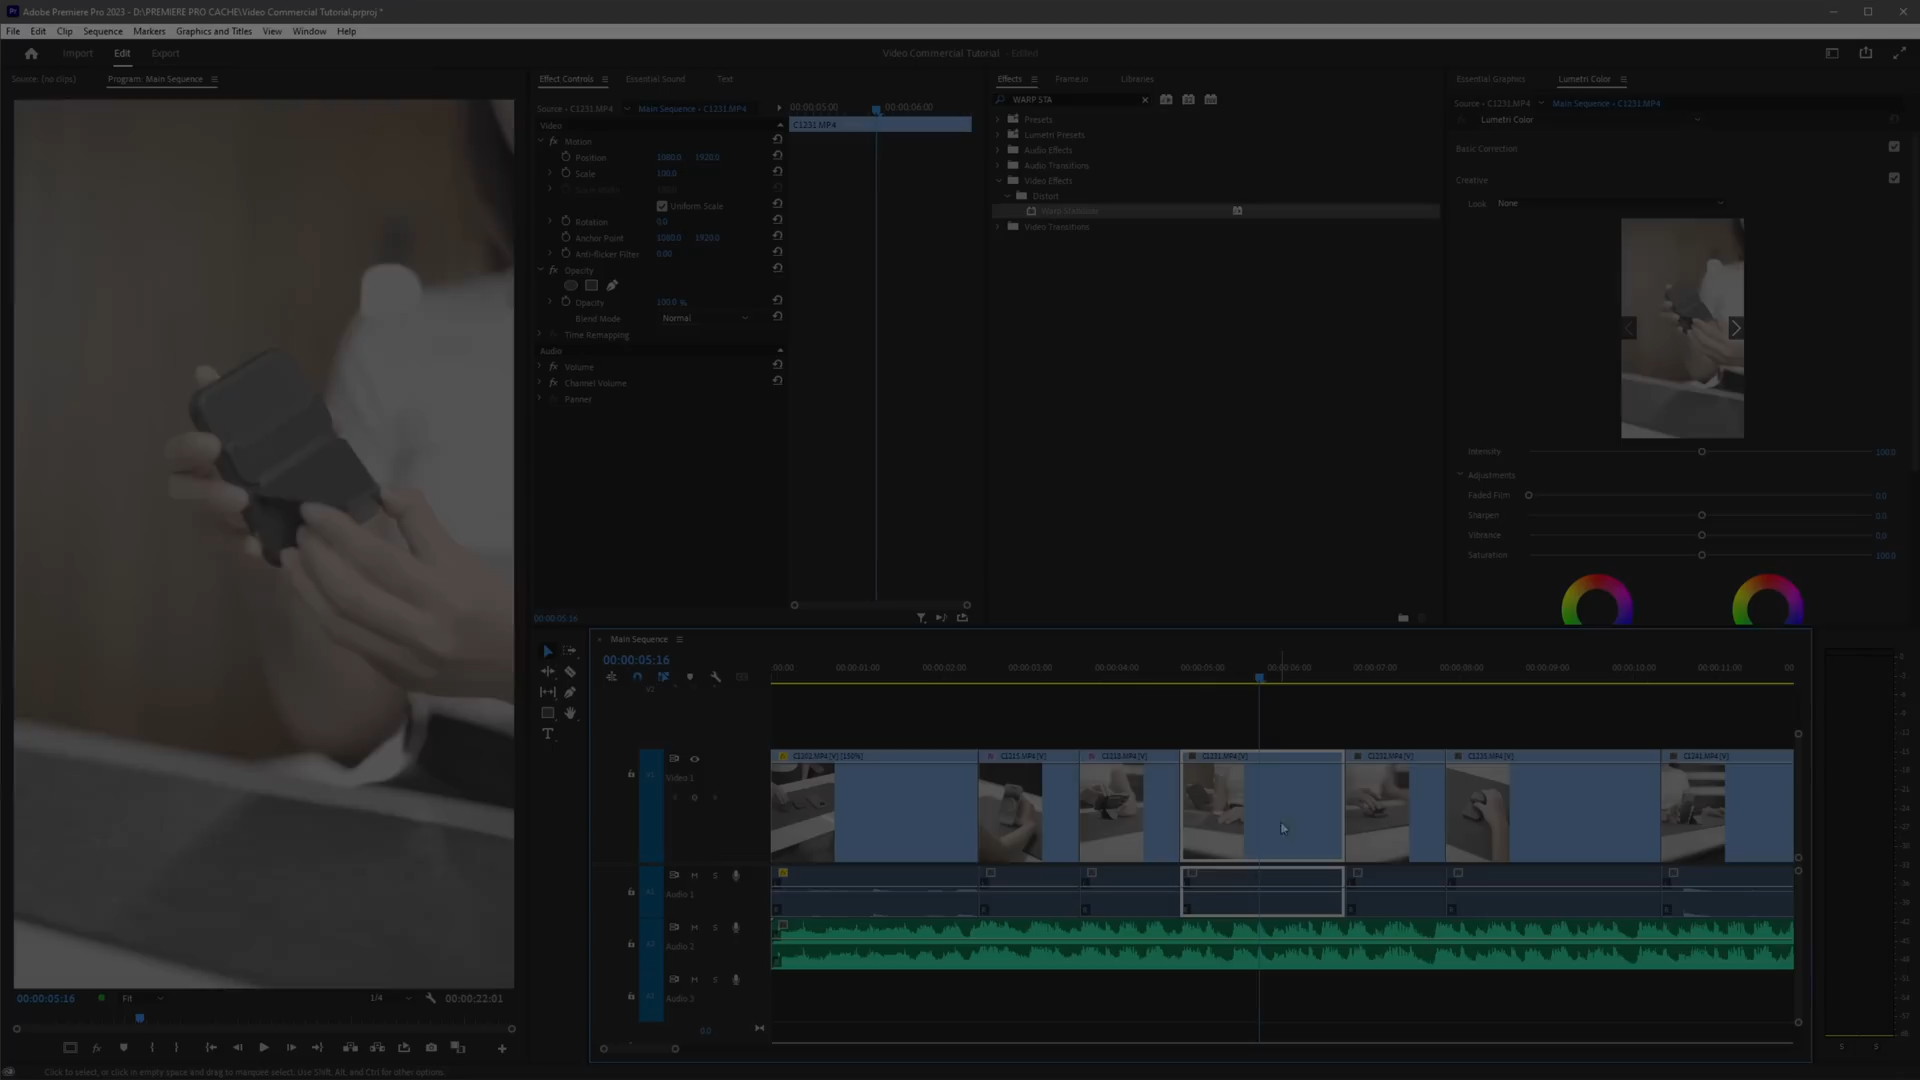 Adobe Premiere Pro 2023 - D:\PREMIERE PRO CACHE\Video Commercial Tutorial.prproj *
File Edit Clip Sequence Markers Graphics and Titles View Window Help
Import Edit Export
Video Commercial Tutorial - Edited
Source: (no clips) Program: Main Sequence
Effect Controls Essential Sound Text
Effects Frame.io Libraries
Essential Graphics Lumetri Color
Source - C1231.MP4 Main Sequence - C1231.MP4
00:00:05:00 00:00:06:00
Video
C1231.MP4
Motion
Position 1080.0 1920.0
Scale 100.0
Uniform Scale
Rotation 0.0
Anchor Point 1080.0 1920.0
Anti-flicker Filter 0.00
Opacity
Opacity 100.0 %
Blend Mode Normal
Time Remapping
Audio
Volume
Channel Volume
Panner
00:00:05:16
WARP STA
Presets
Lumetri Presets
Audio Effects
Audio Transitions
Video Effects
Distort
Warp Stabilizer
Video Transitions
Source - C1231.MP4 Main Sequence - C1231.MP4
Lumetri Color
Basic Correction
Creative
Look None
Intensity 100.0
Adjustments
Faded Film 0.0
Sharpen 0.0
Vibrance 0.0
Saturation 100.0
Main Sequence
00:00:05:16
:00:00 00:00:01:00 00:00:02:00 00:00:03:00 00:00:04:00 00:00:05:00 00:00:06:00 00:00:07:00 00:00:08:00 00:00:09:00 00:00:10:00 00:00:11:00 00
V2
C1202.MP4 [V] [150%] C1215.MP4 [V] C1231.MP4 [V] C1232.MP4 [V]
V1 Video 1
A1 M S
Audio 1
A2 M S
Audio 2
A3 M S
Audio 3
0.0
00:00:05:16 Fit 1/4 00:00:22:01
S S
Click to select, or click in empty space and drag to marquee select. Use Shift, Alt, and Ctrl for other options.